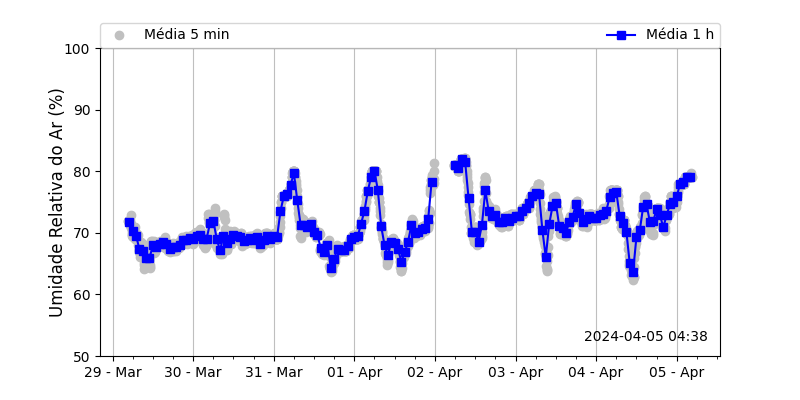 Média 5 min
Média 1 h
100
90
80
70
60
50
Umidade Relativa do Ar (%)
2024-04-05 04:38
29 - Mar
30 - Mar
31 - Mar
01 - Apr
02 - Apr
03 - Apr
04 - Apr
05 - Apr